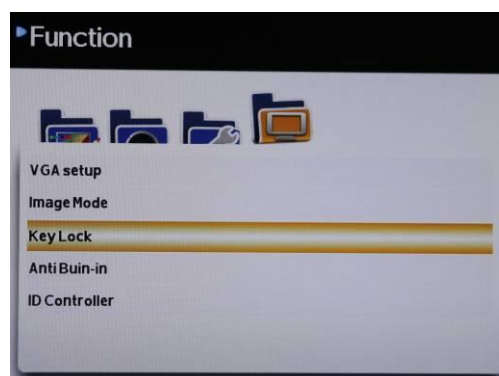 Function
VGA setup
Image Mode
Key Lock
Anti Buin-in
ID Controller